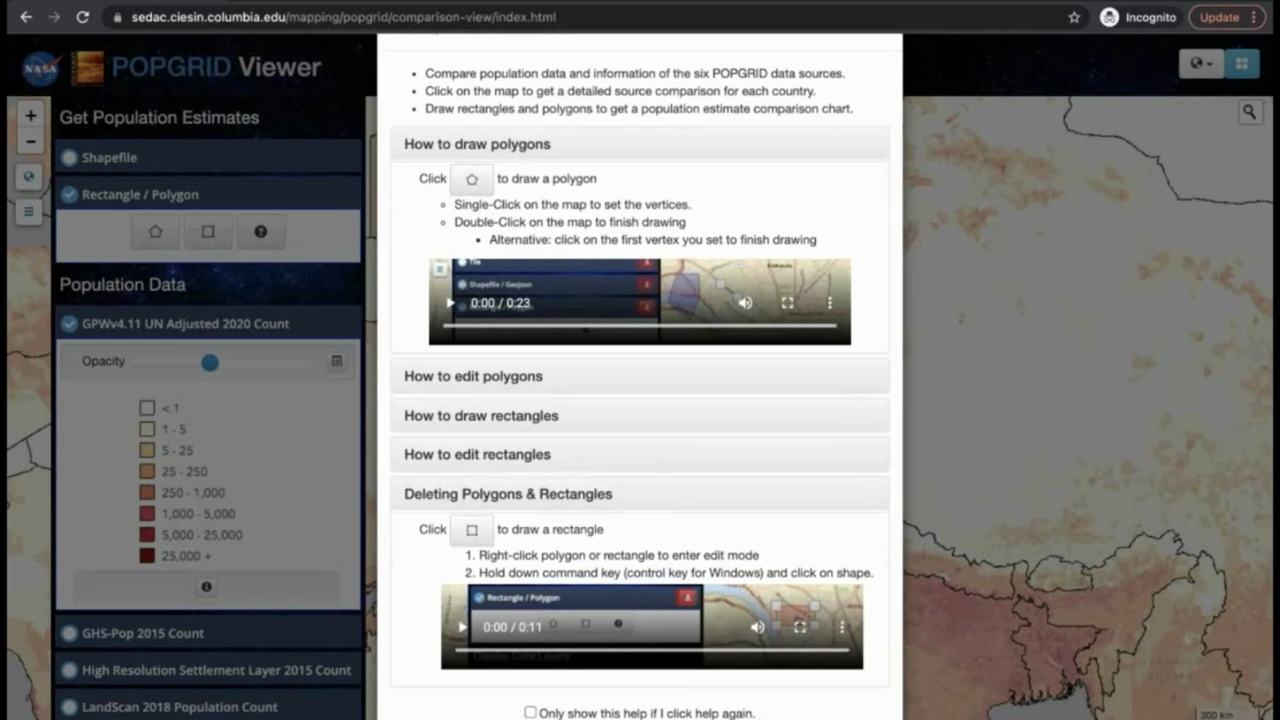 sedac.ciesin.columbia.edu/mapping/popgrid/comparison-view/index.html
Incognito
Update
NASA
POPGRID Viewer
Get Population Estimates
Shapefile
Rectangle / Polygon
Population Data
GPWv4.11 UN Adjusted 2020 Count
Opacity
< 1
1 - 5
5 - 25
25 - 250
250 - 1,000
1,000 - 5,000
5,000 - 25,000
25,000 +
GHS-Pop 2015 Count
High Resolution Settlement Layer 2015 Count
LandScan 2018 Population Count
• Compare population data and information of the six POPGRID data sources.
• Click on the map to get a detailed source comparison for each country.
• Draw rectangles and polygons to get a population estimate comparison chart.
How to draw polygons
Click to draw a polygon
Single-Click on the map to set the vertices.
Double-Click on the map to finish drawing
Alternative: click on the first vertex you set to finish drawing
File
Shapefile / Geojson
0:00 / 0:23
How to edit polygons
How to draw rectangles
How to edit rectangles
Deleting Polygons & Rectangles
Click to draw a rectangle
1. Right-click polygon or rectangle to enter edit mode
2. Hold down command key (control key for Windows) and click on shape.
Rectangle / Polygon
0:00 / 0:11
Only show this help if I click help again.
300 km